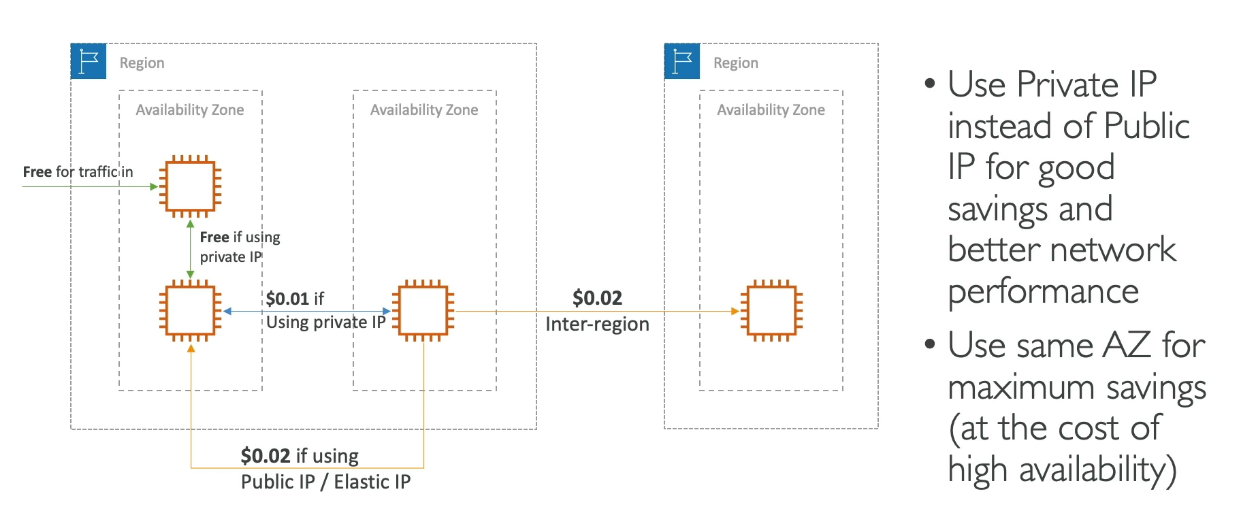 Region
Region
Availability Zone
Availability Zone
Availability Zone
Free for traffic in
Free if using
private IP
$0.01 if
Using private IP
$0.02
Inter-region
$0.02 if using
Public IP / Elastic IP
• Use Private IP
instead of Public
IP for good
savings and
better network
performance
• Use same AZ for
maximum savings
(at the cost of
high availability)